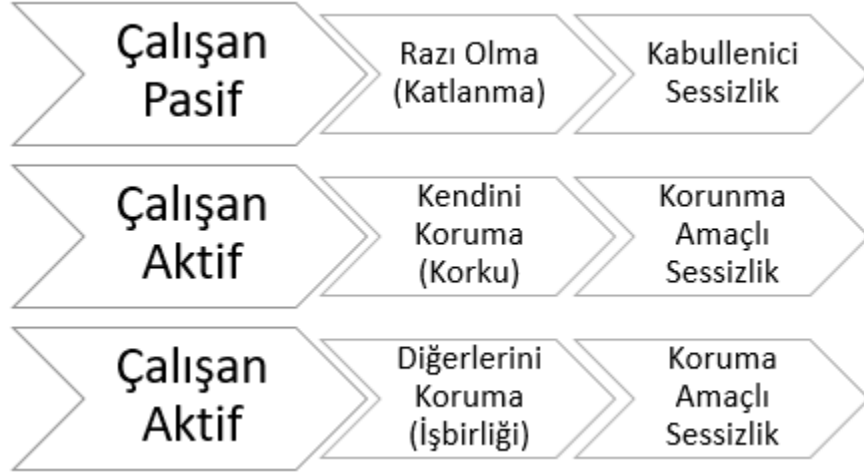 Çalışan
Pasif
Razı Olma
(Katlanma)
Kabullenici
Sessizlik
Çalışan
Aktif
Kendini
Koruma
(Korku)
Korunma
Amaçlı
Sessizlik
Çalışan
Aktif
Diğerlerini
Koruma
(İşbirliği)
Koruma
Amaçlı
Sessizlik